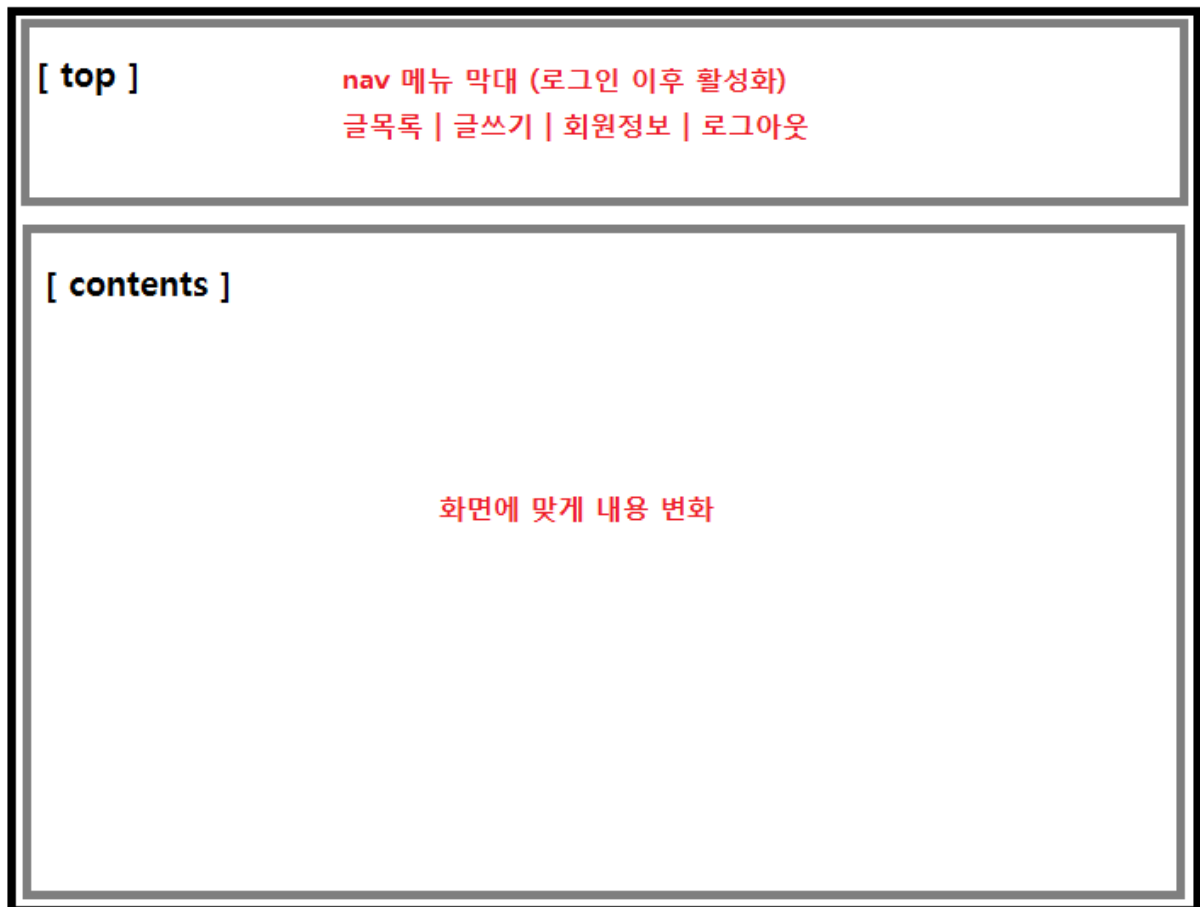 [ top ]
nav 메뉴 막대 (로그인 이후 활성화)
글목록 | 글쓰기 | 회원정보 | 로그아웃
[ contents ]
화면에 맞게 내용 변화